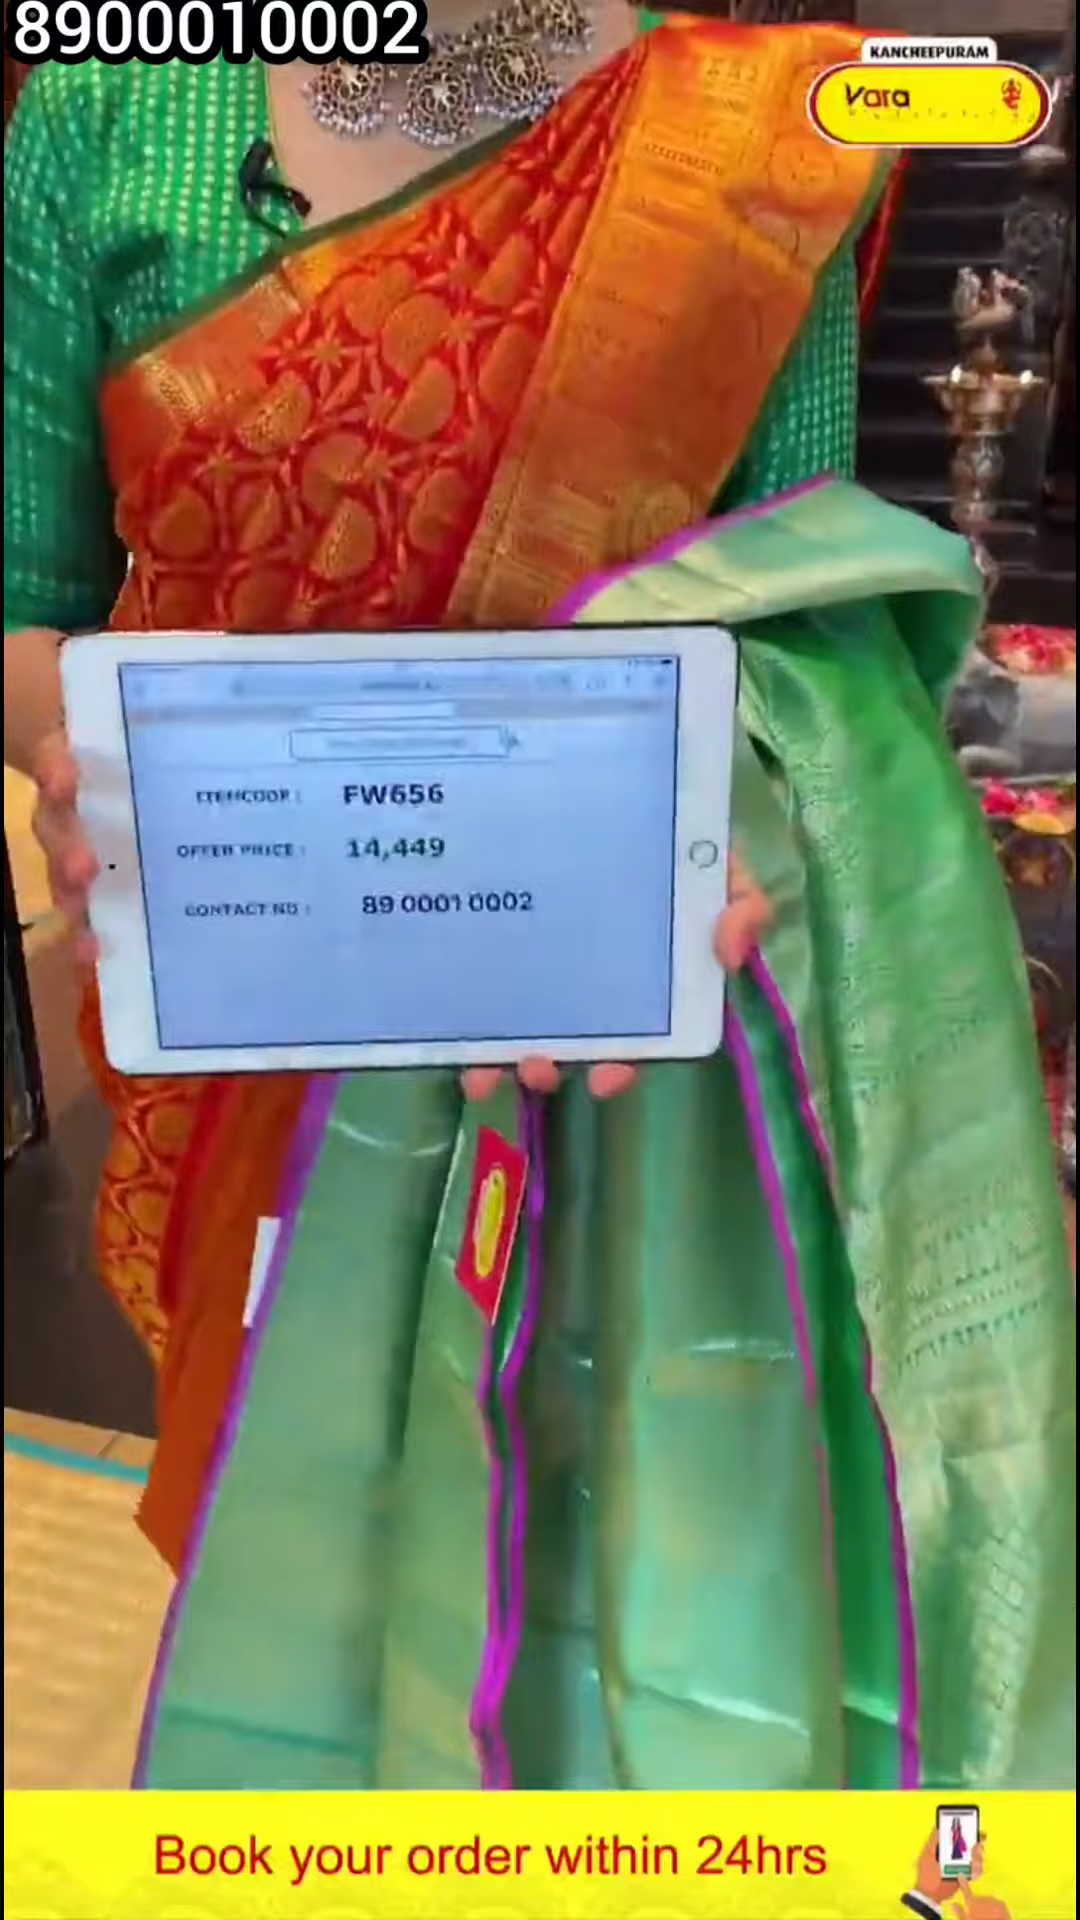 8900010002
KANCHEEPURAM
Vara
ITEMCODE : FW656
OFFER PRICE : 14,449
CONTACT NO : 89 0001 0002
Book your order within 24hrs